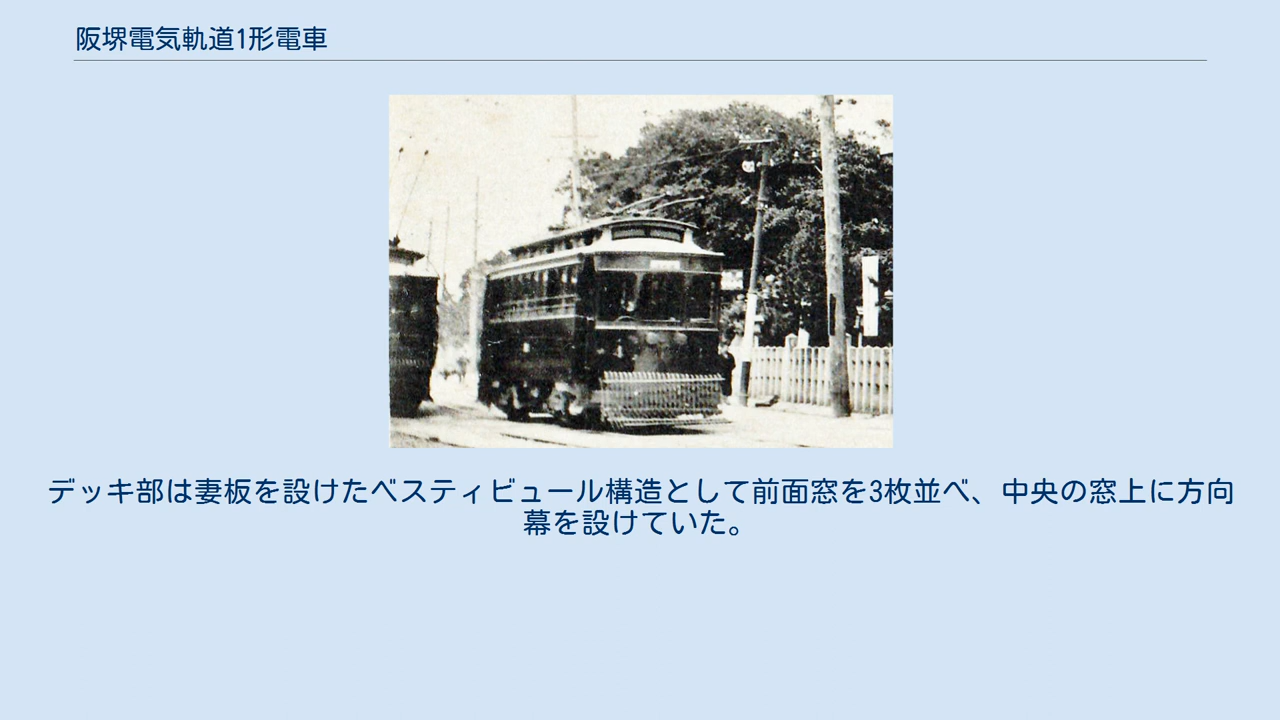 阪堺電気軌道1形電車
デッキ部は妻板を設けたベスティビュール構造として前面窓を3枚並べ、中央の窓上に方向
幕を設けていた。